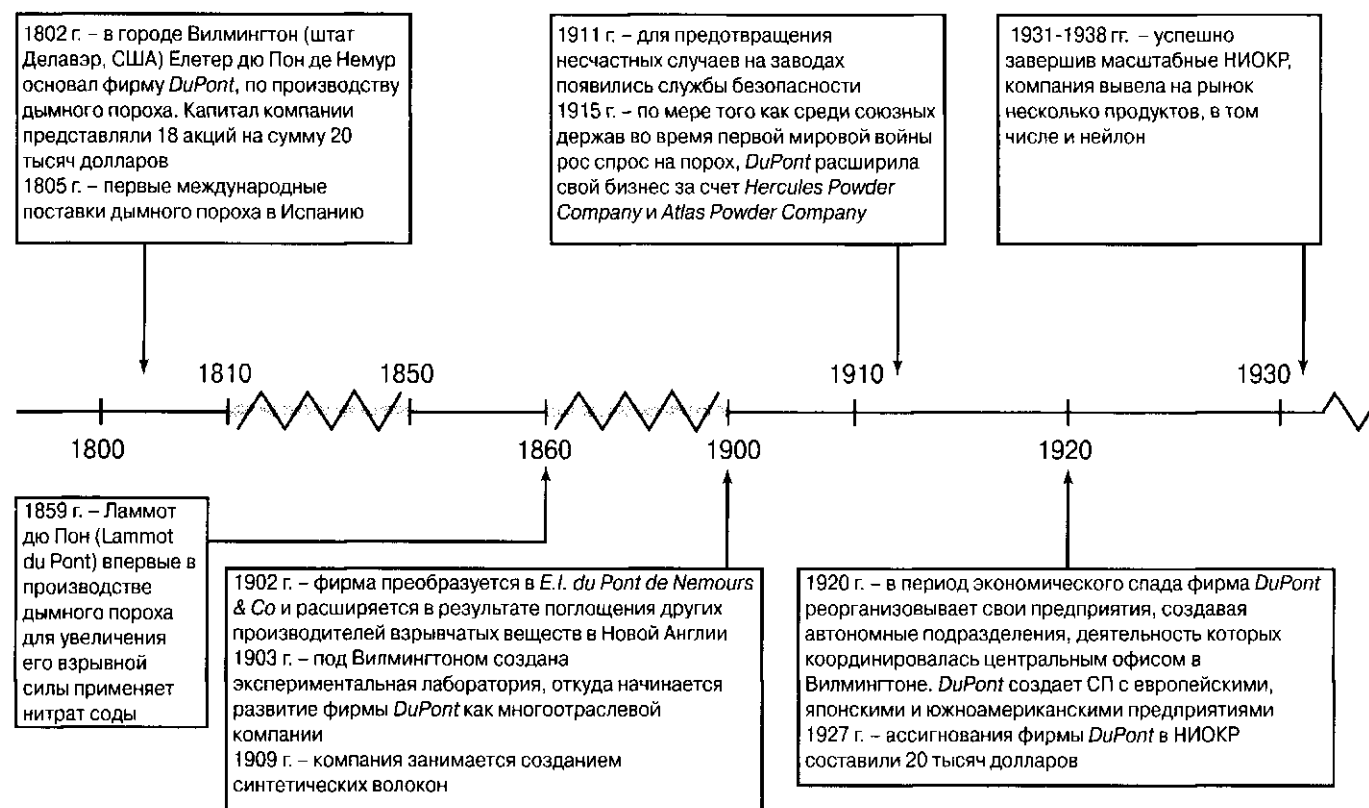 1802 г. – в городе Вилмингтон (штат
Делавэр, США) Елетер дю Пон де Немур
основал фирму DuPont, по производству
дымного пороха. Капитал компании
представляли 18 акций на сумму 20
тысяч долларов
1805 г. – первые международные
поставки дымного пороха в Испанию
1911 г. – для предотвращения
несчастных случаев на заводах
появились службы безопасности
1915 г. – по мере того как среди союзных
держав во время первой мировой войны
рос спрос на порох, DuPont расширила
свой бизнес за счет Hercules Powder
Company и Atlas Powder Company
1931-1938 гг. – успешно
завершив масштабные НИОКР,
компания вывела на рынок
несколько продуктов, в том
числе и нейлон
1810 1850 1910 1930
1800 1860 1900 1920
1859 г. – Ламмот
дю Пон (Lammot
du Pont) впервые в
производстве
дымного пороха
для увеличения
его взрывной
силы применяет
нитрат соды
1902 г. – фирма преобразуется в E.I. du Pont de Nemours
& Co и расширяется в результате поглощения других
производителей взрывчатых веществ в Новой Англии
1903 г. – под Вилмингтоном создана
экспериментальная лаборатория, откуда начинается
развитие фирмы DuPont как многоотраслевой
компании
1909 г. – компания занимается созданием
синтетических волокон
1920 г. – в период экономического спада фирма DuPont
реорганизовывает свои предприятия, создавая
автономные подразделения, деятельность которых
координировалась центральным офисом в
Вилмингтоне. DuPont создает СП с европейскими,
японскими и южноамериканскими предприятиями
1927 г. – ассигнования фирмы DuPont в НИОКР
составили 20 тысяч долларов